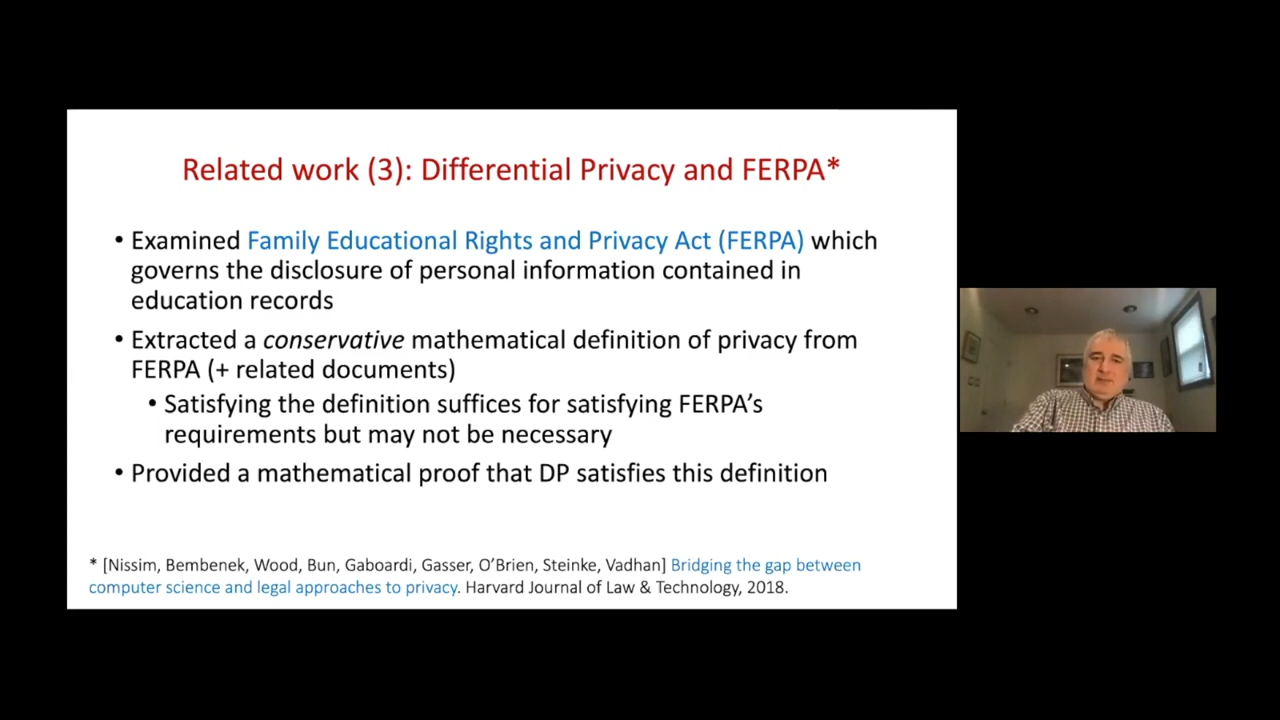 Related work (3): Differential Privacy and FERPA*
• Examined Family Educational Rights and Privacy Act (FERPA) which
governs the disclosure of personal information contained in
education records
• Extracted a conservative mathematical definition of privacy from
FERPA (+ related documents)
• Satisfying the definition suffices for satisfying FERPA’s
requirements but may not be necessary
• Provided a mathematical proof that DP satisfies this definition
* [Nissim, Bembenek, Wood, Bun, Gaboardi, Gasser, O’Brien, Steinke, Vadhan] Bridging the gap between
computer science and legal approaches to privacy. Harvard Journal of Law & Technology, 2018.